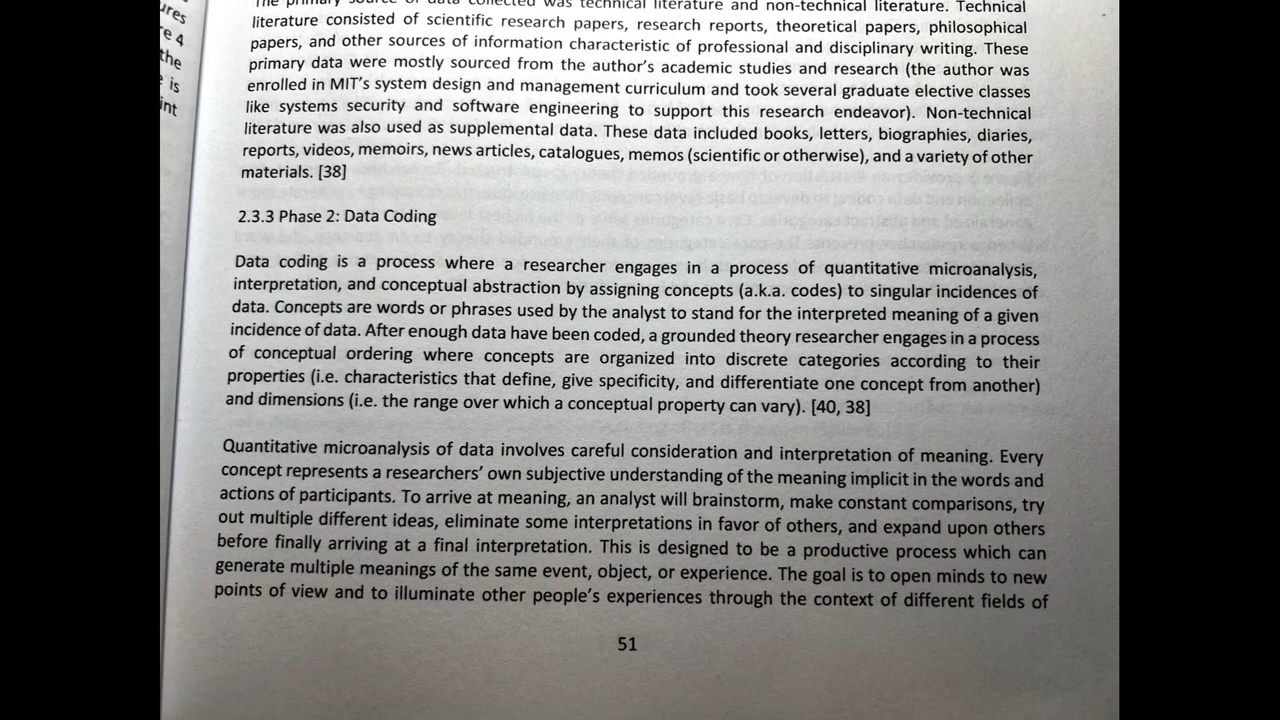 ures
re 4
the
is
int
The primary source of data collected was technical literature and non-technical literature. Technical
literature consisted of scientific research papers, research reports, theoretical papers, philosophical
papers, and other sources of information characteristic of professional and disciplinary writing. These
primary data were mostly sourced from the author's academic studies and research (the author was
enrolled in MIT's system design and management curriculum and took several graduate elective classes
like systems security and software engineering to support this research endeavor). Non-technical
literature was also used as supplemental data. These data included books, letters, biographies, diaries,
reports, videos, memoirs, news articles, catalogues, memos (scientific or otherwise), and a variety of other
materials. [38]
2.3.3 Phase 2: Data Coding
Data coding is a process where a researcher engages in a process of quantitative microanalysis,
interpretation, and conceptual abstraction by assigning concepts (a.k.a. codes) to singular incidences of
data. Concepts are words or phrases used by the analyst to stand for the interpreted meaning of a given
incidence of data. After enough data have been coded, a grounded theory researcher engages in a process
of conceptual ordering where concepts are organized into discrete categories according to their
properties (i.e. characteristics that define, give specificity, and differentiate one concept from another)
and dimensions (i.e. the range over which a conceptual property can vary). [40, 38]
Quantitative microanalysis of data involves careful consideration and interpretation of meaning. Every
concept represents a researchers' own subjective understanding of the meaning implicit in the words and
actions of participants. To arrive at meaning, an analyst will brainstorm, make constant comparisons, try
out multiple different ideas, eliminate some interpretations in favor of others, and expand upon others
before finally arriving at a final interpretation. This is designed to be a productive process which can
generate multiple meanings of the same event, object, or experience. The goal is to open minds to new
points of view and to illuminate other people's experiences through the context of different fields of
51